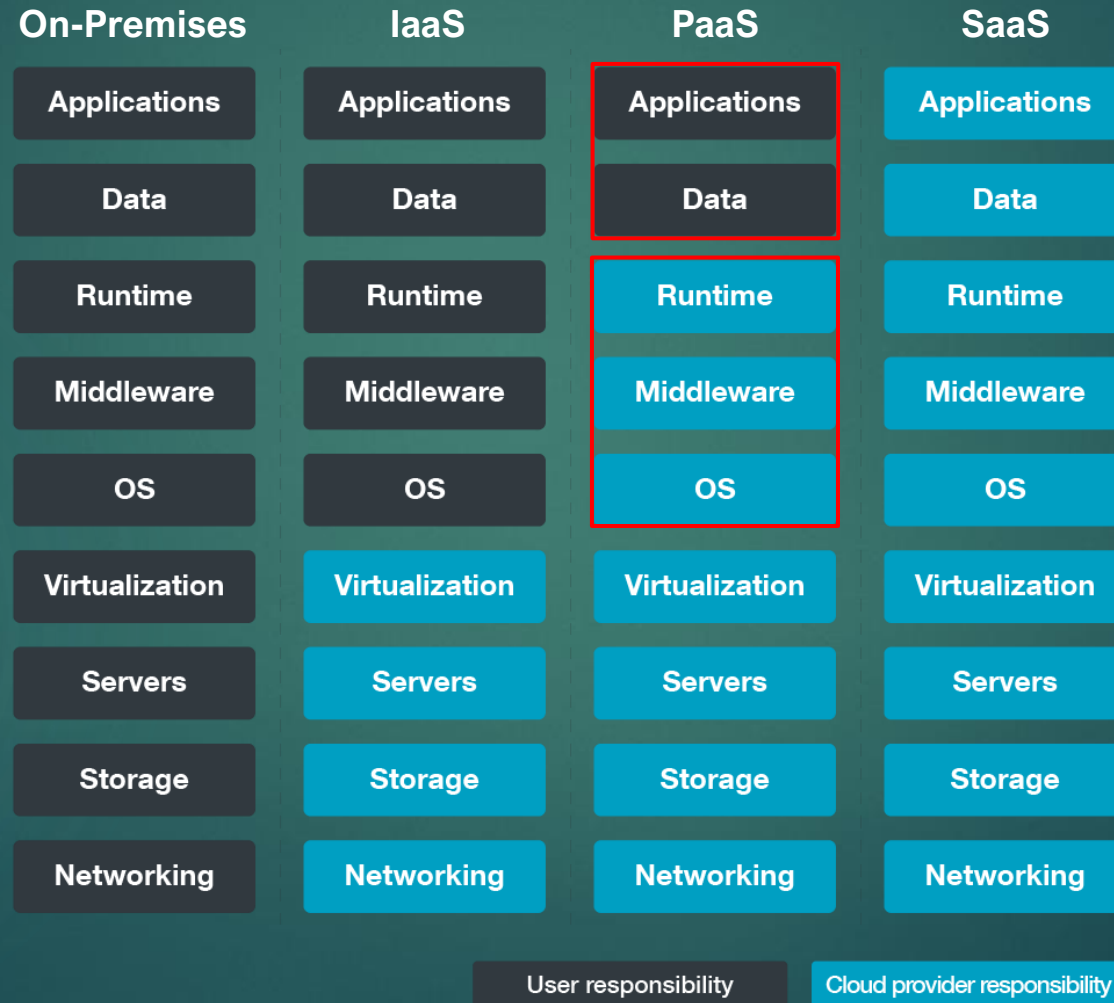 On-Premises IaaS PaaS SaaS
Applications Applications Applications Applications
Data Data Data Data
Runtime Runtime Runtime Runtime
Middleware Middleware Middleware Middleware
OS OS OS OS
Virtualization Virtualization Virtualization Virtualization
Servers Servers Servers Servers
Storage Storage Storage Storage
Networking Networking Networking Networking
User responsibility Cloud provider responsibility